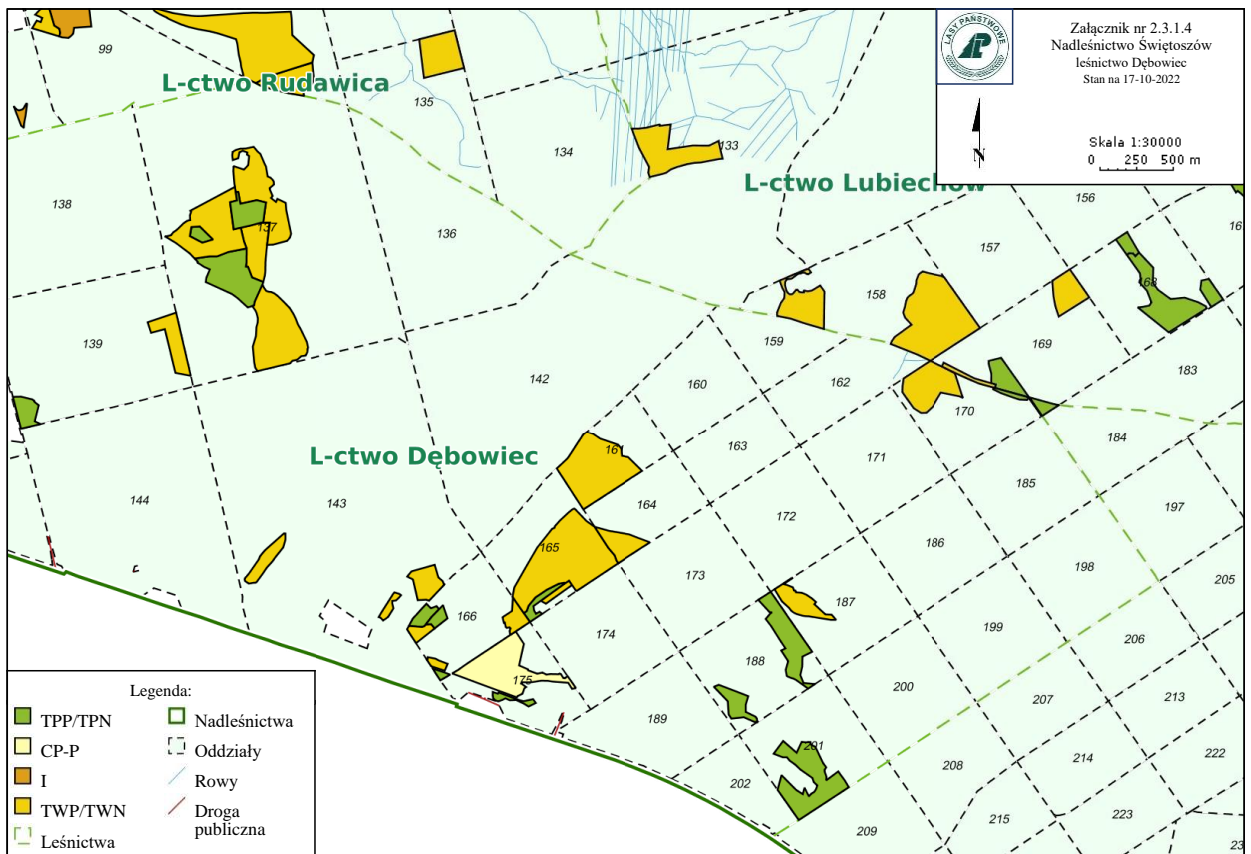 LASY PAŃSTWOWE
Załącznik nr 2.3.1.4
Nadleśnictwo Świętoszów
leśnictwo Dębowiec
Stan na 17-10-2022
N
Skala 1:30000
0 250 500 m
99
L-ctwo Rudawica
135
134
133
L-ctwo Lubiechów
138
137
136
156
157
158
168
139
142
159
169
183
160
162
170
184
163
171
L-ctwo Dębowiec
161
144
143
164
172
185
197
165
173
186
198
205
166
174
187
199
206
175
188
200
207
213
189
201
208
214
222
202
209
215
223
Legenda:
TPP/TPN
CP-P
I
TWP/TWN
Leśnictwa
Nadleśnictwa
Oddziały
Rowy
Droga
publiczna